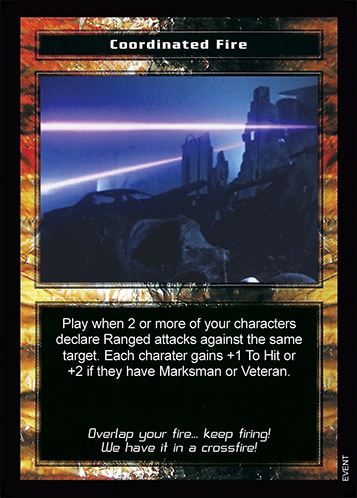 Coordinated Fire
Play when 2 or more of your characters
declare Ranged attacks against the same
target. Each charater gains +1 To Hit or
+2 if they have Marksman or Veteran.
Overlap your fire... keep firing!
We have it in a crossfire!
EVENT